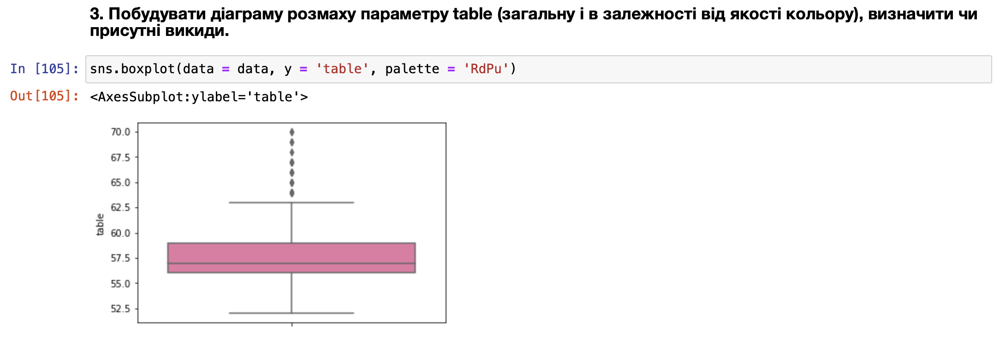 3. Побудувати діаграму розмаху параметру table (загальну і в залежності від якості кольору), визначити чи
присутні викиди.
In [105]: sns.boxplot(data = data, y = 'table', palette = 'RdPu')
Out[105]: <AxesSubplot:ylabel='table'>
70.0
67.5
65.0
62.5
60.0
57.5
55.0
52.5
table